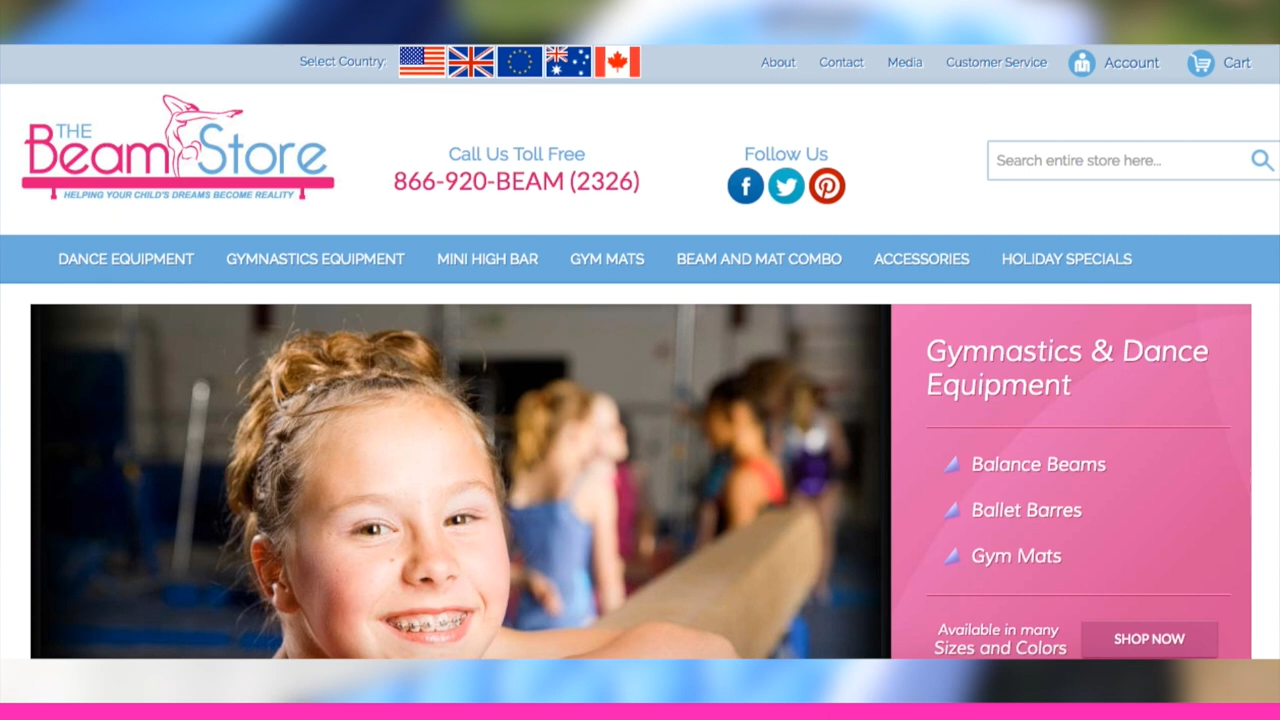 Select Country:
About Contact Media Customer Service Account Cart
THE
Beam Store
HELPING YOUR CHILD'S DREAMS BECOME REALITY
Call Us Toll Free
866-920-BEAM (2326)
Follow Us
Search entire store here...
DANCE EQUIPMENT GYMNASTICS EQUIPMENT MINI HIGH BAR GYM MATS BEAM AND MAT COMBO ACCESSORIES HOLIDAY SPECIALS
Gymnastics & Dance
Equipment
Balance Beams
Ballet Barres
Gym Mats
Available in many
Sizes and Colors
SHOP NOW